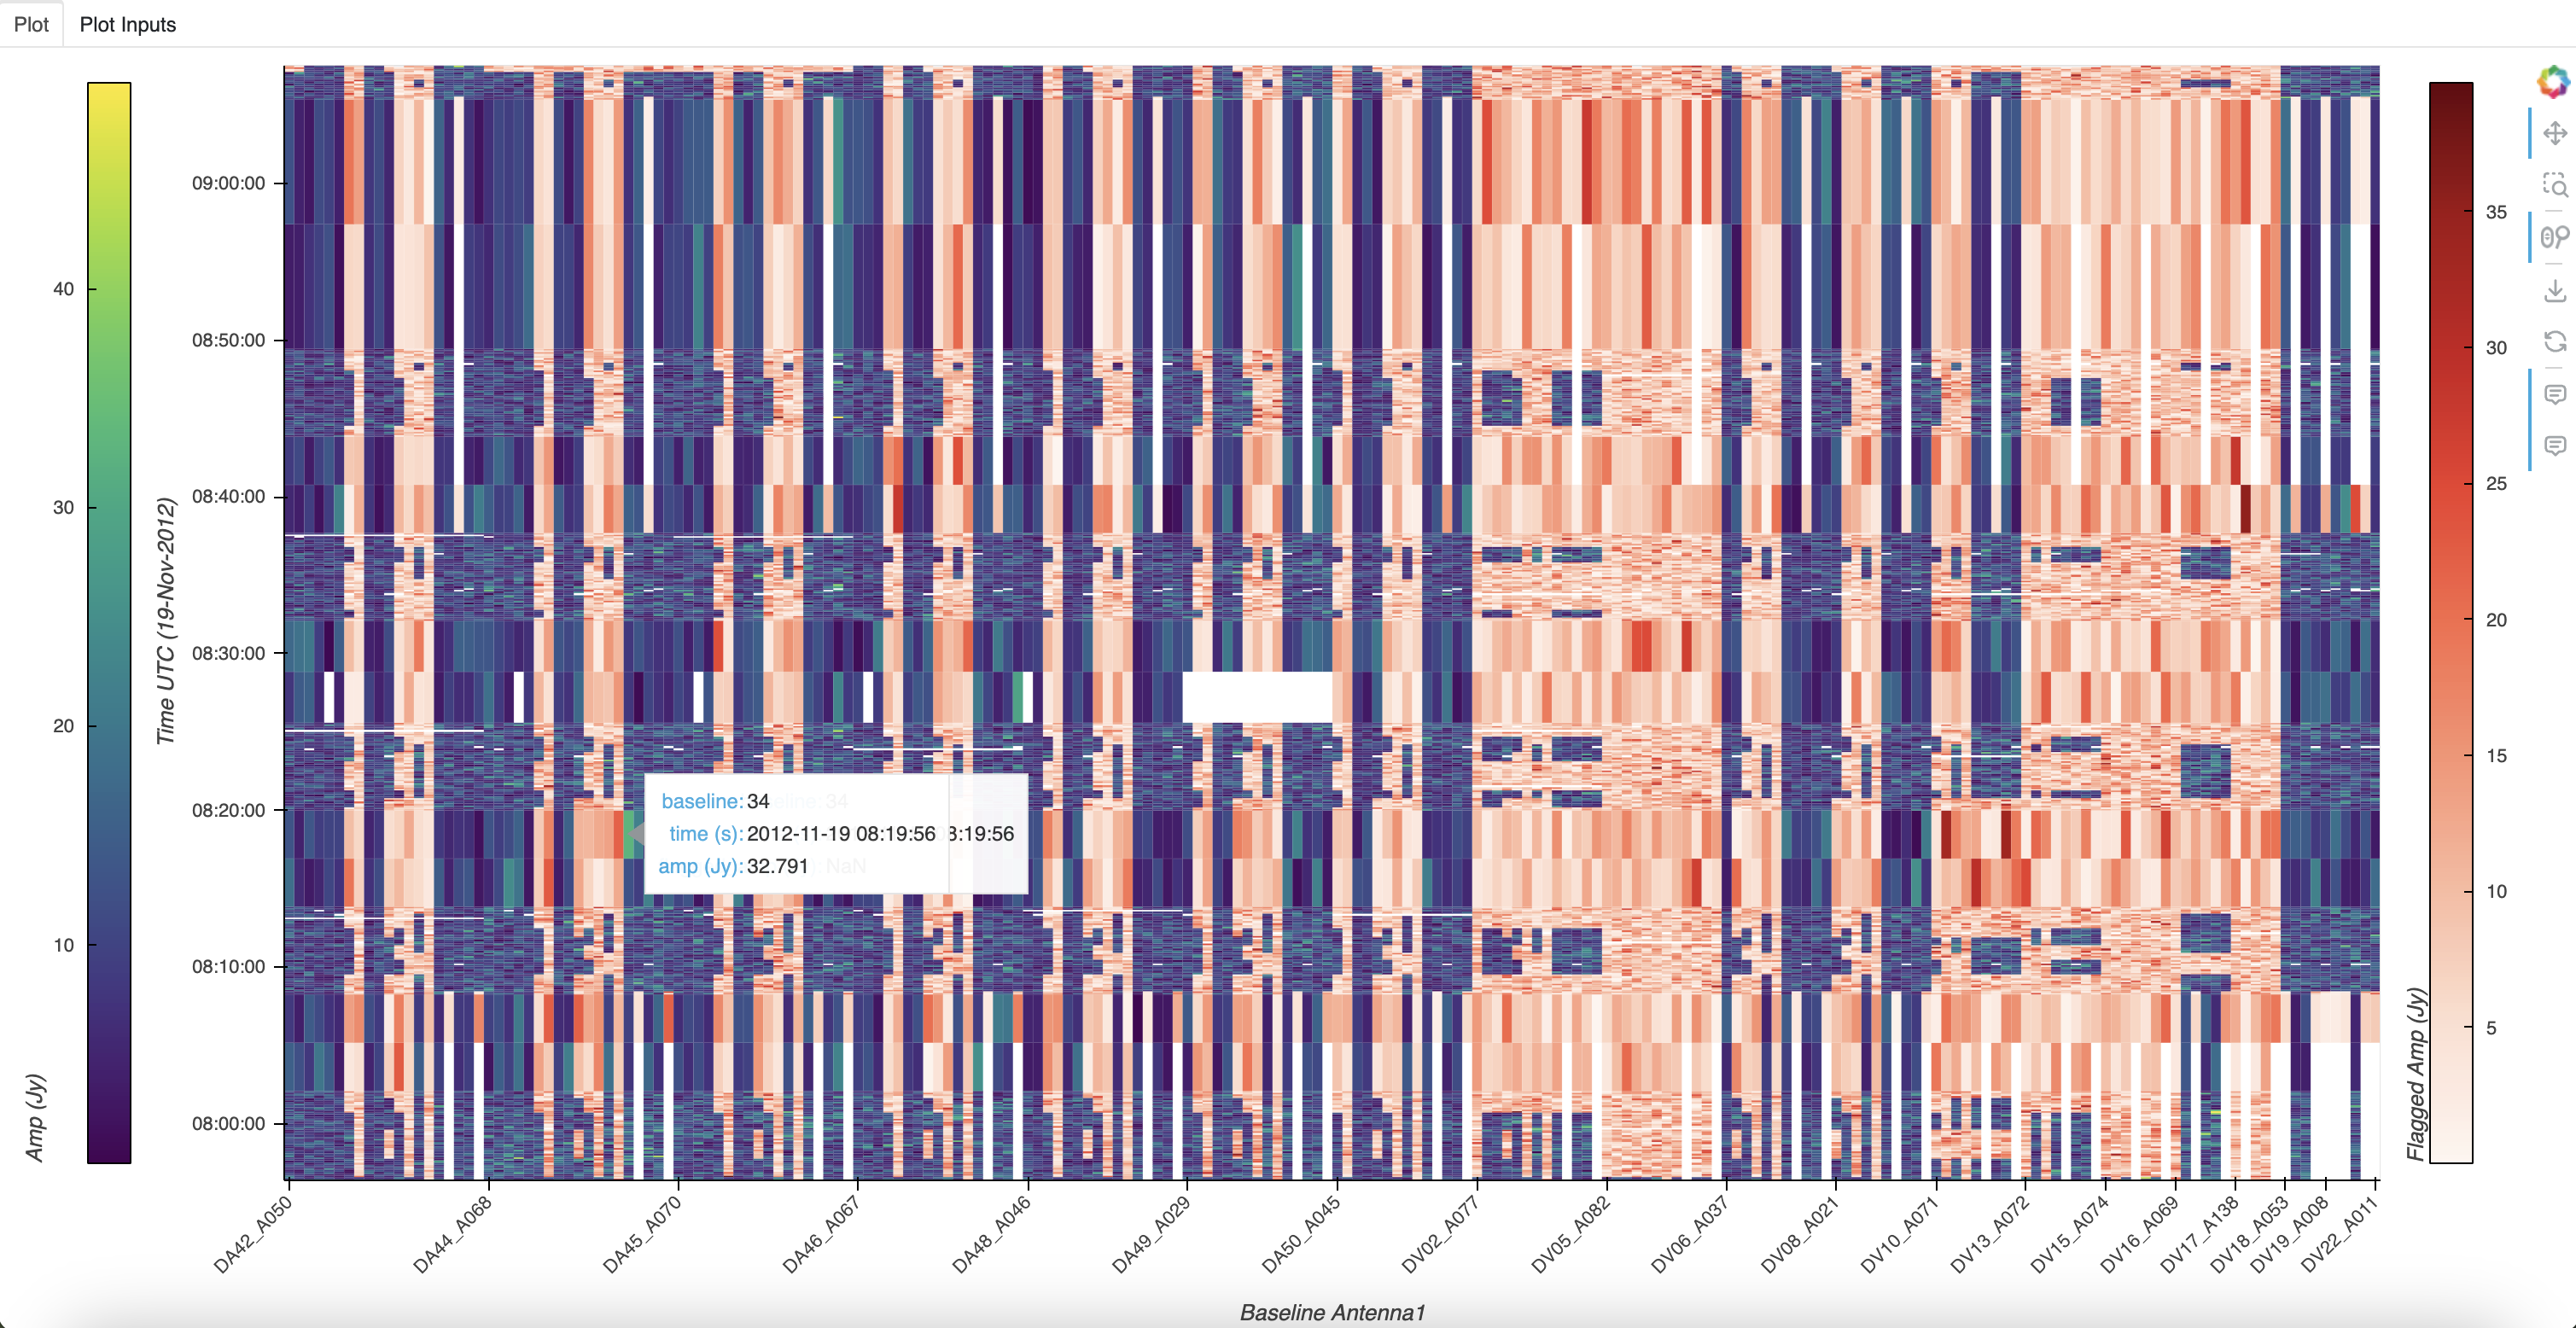 Plot Plot Inputs
40
30
20
10
Amp (Jy)
Time UTC (19-Nov-2012)
09:00:00
08:50:00
08:40:00
08:30:00
08:20:00
08:10:00
08:00:00
baseline: 34 eline: 34
time (s): 2012-11-19 08:19:56 3:19:56
amp (Jy): 32.791 : NaN
DA42_A050
DA44_A068
DA45_A070
DA46_A067
DA48_A046
DA49_A029
DA50_A045
DV02_A077
DV05_A082
DV06_A037
DV08_A021
DV10_A071
DV13_A072
DV15_A074
DV16_A069
DV17_A138
DV18_A053
DV19_A008
DV22_A011
Baseline Antenna1
35
30
25
20
15
10
5
Flagged Amp (Jy)